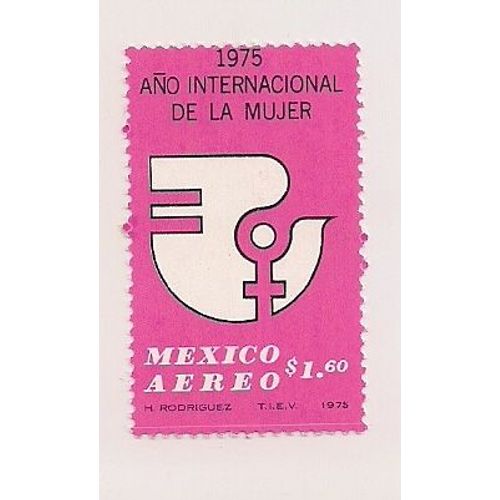 1975
AÑO INTERNACIONAL
DE LA MUJER
MEXICO
AEREO $1.60
H. RODRIGUEZ T.I.E.V. 1975